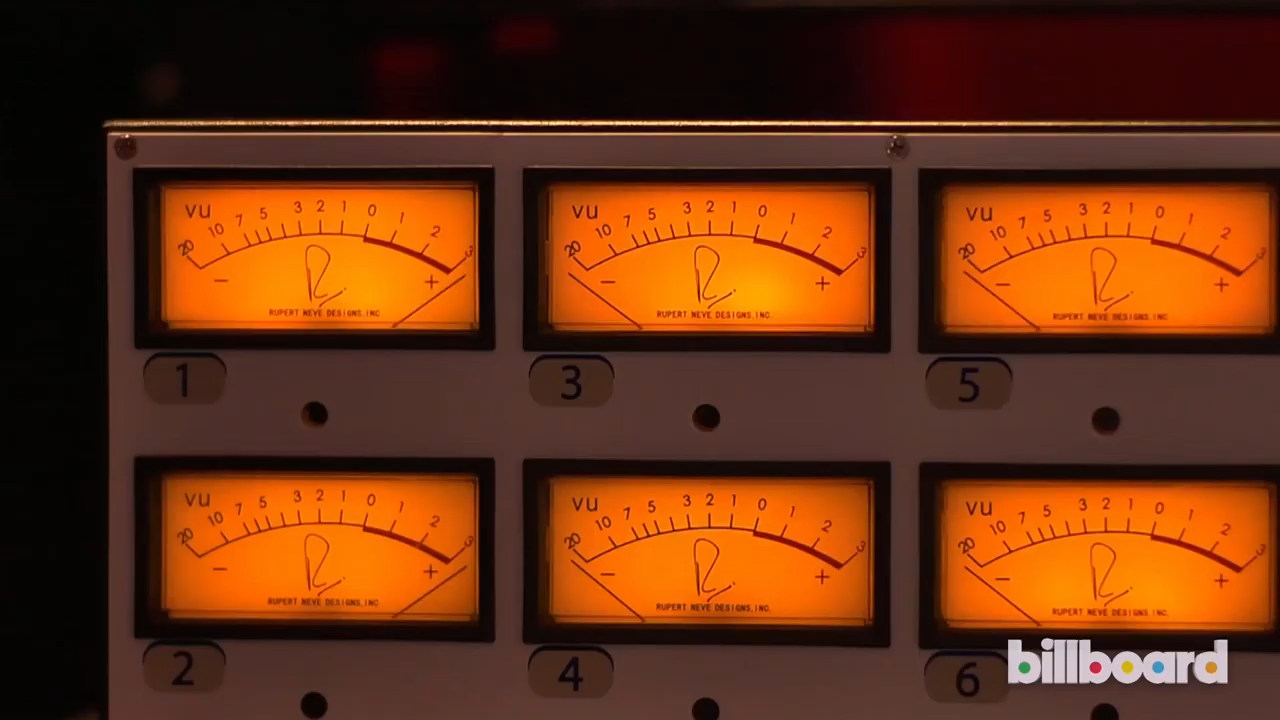 vu 20 10 7 5 3 2 1 0 1 2 3
− +
RUPERT NEVE DESIGNS, INC
1
vu 20 10 7 5 3 2 1 0 1 2 3
− +
RUPERT NEVE DESIGNS, INC.
3
vu 20 10 7 5 3 2 1 0 1 2 3
− +
RUPERT NEVE DESIGNS, INC.
5
vu 20 10 7 5 3 2 1 0 1 2 3
− +
RUPERT NEVE DESIGNS, INC
2
vu 20 10 7 5 3 2 1 0 1 2 3
− +
RUPERT NEVE DESIGNS, INC.
4
vu 20 10 7 5 3 2 1 0 1 2 3
− +
RUPERT NEVE DESIGNS, INC.
6
billboard